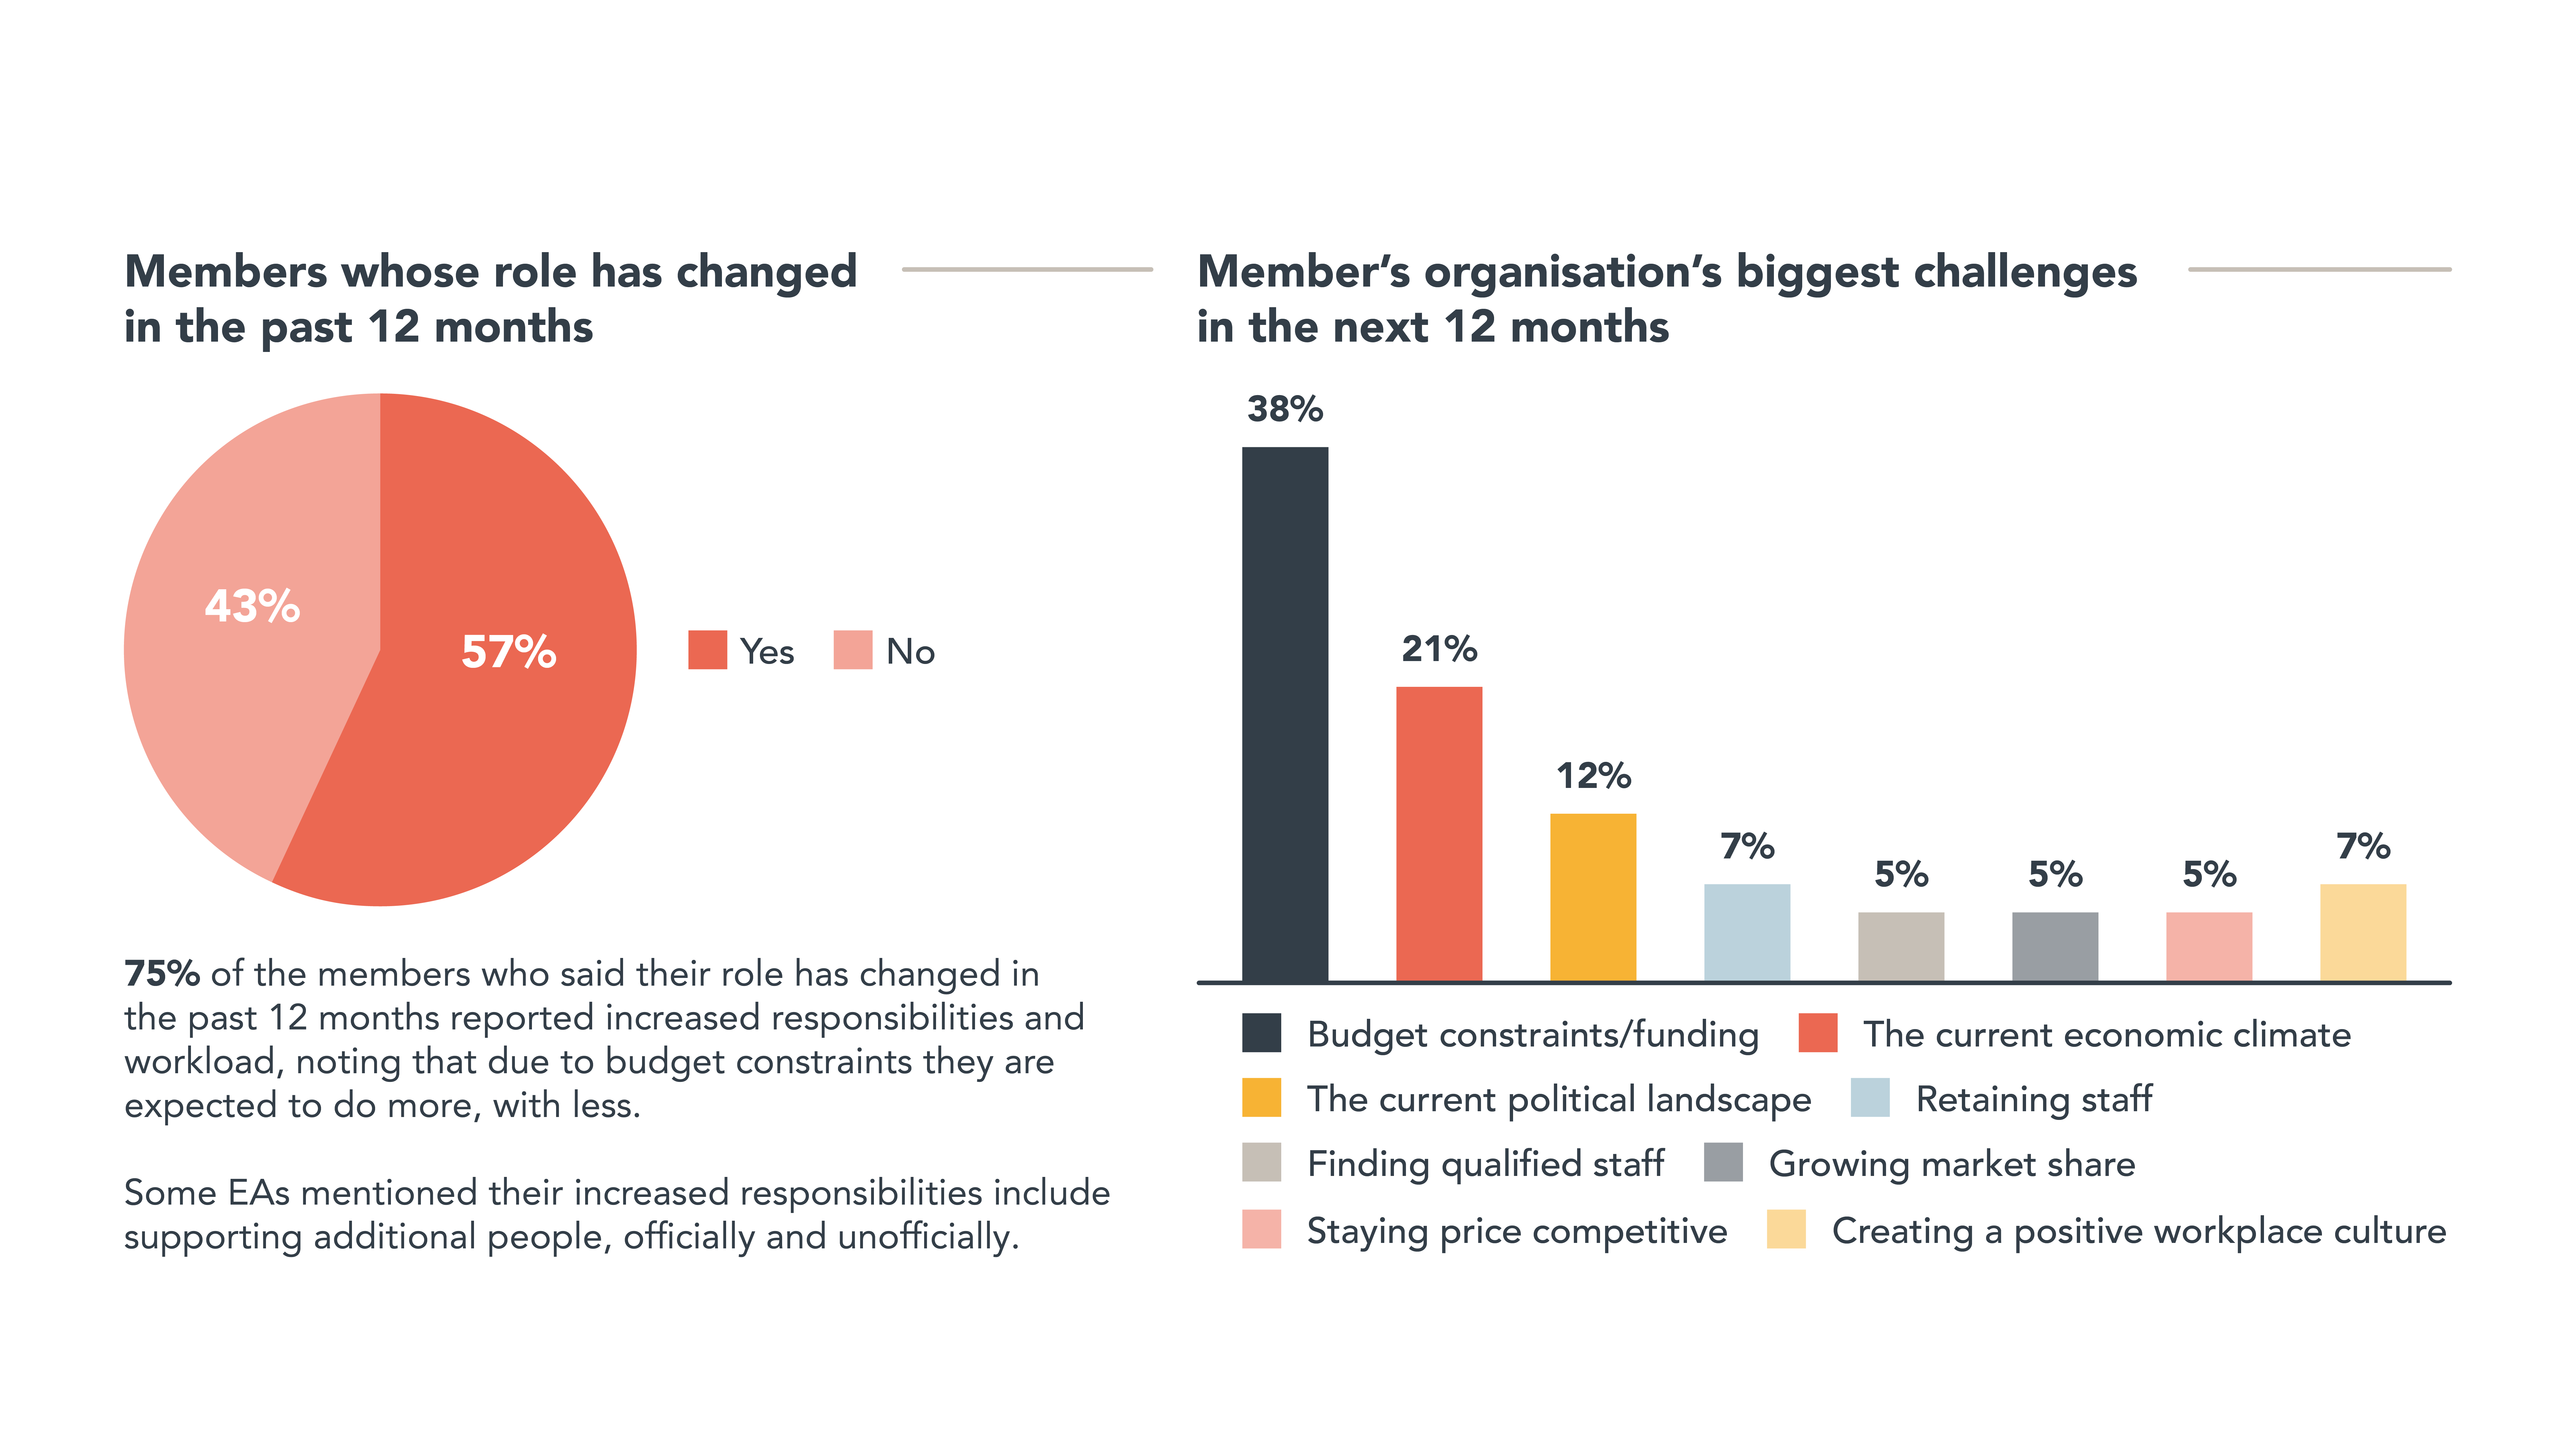 Members whose role has changed
in the past 12 months
43%
57%
Yes
No
75% of the members who said their role has changed in
the past 12 months reported increased responsibilities and
workload, noting that due to budget constraints they are
expected to do more, with less.
Some EAs mentioned their increased responsibilities include
supporting additional people, officially and unofficially.
Member’s organisation’s biggest challenges
in the next 12 months
38%
21%
12%
7%
5%
5%
5%
7%
Budget constraints/funding
The current economic climate
The current political landscape
Retaining staff
Finding qualified staff
Growing market share
Staying price competitive
Creating a positive workplace culture